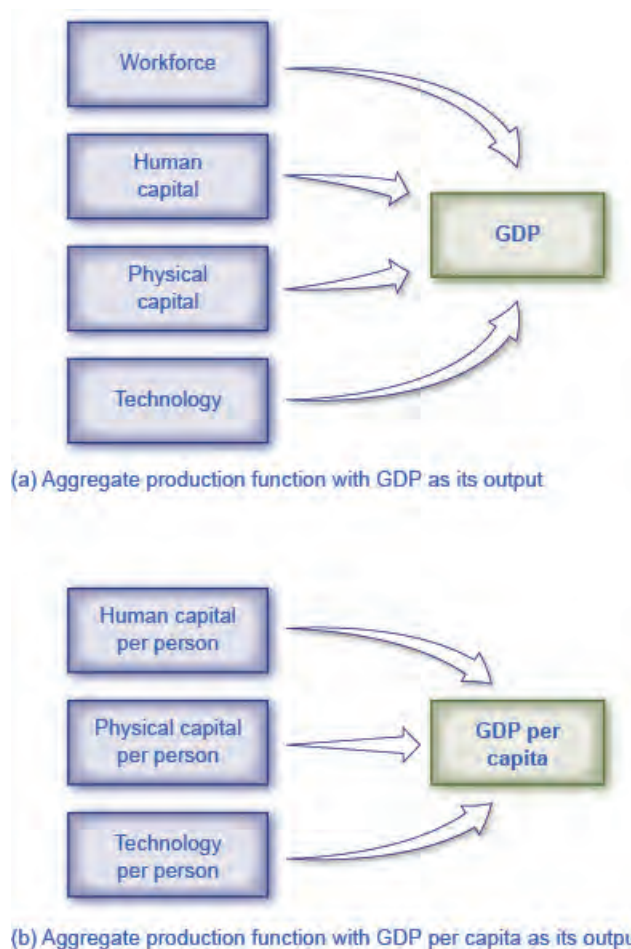 Workforce
Human
capital
Physical
capital
Technology
GDP
(a) Aggregate production function with GDP as its output
Human capital
per person
Physical capital
per person
Technology
per person
GDP per
capita
(b) Aggregate production function with GDP per capita as its outpu